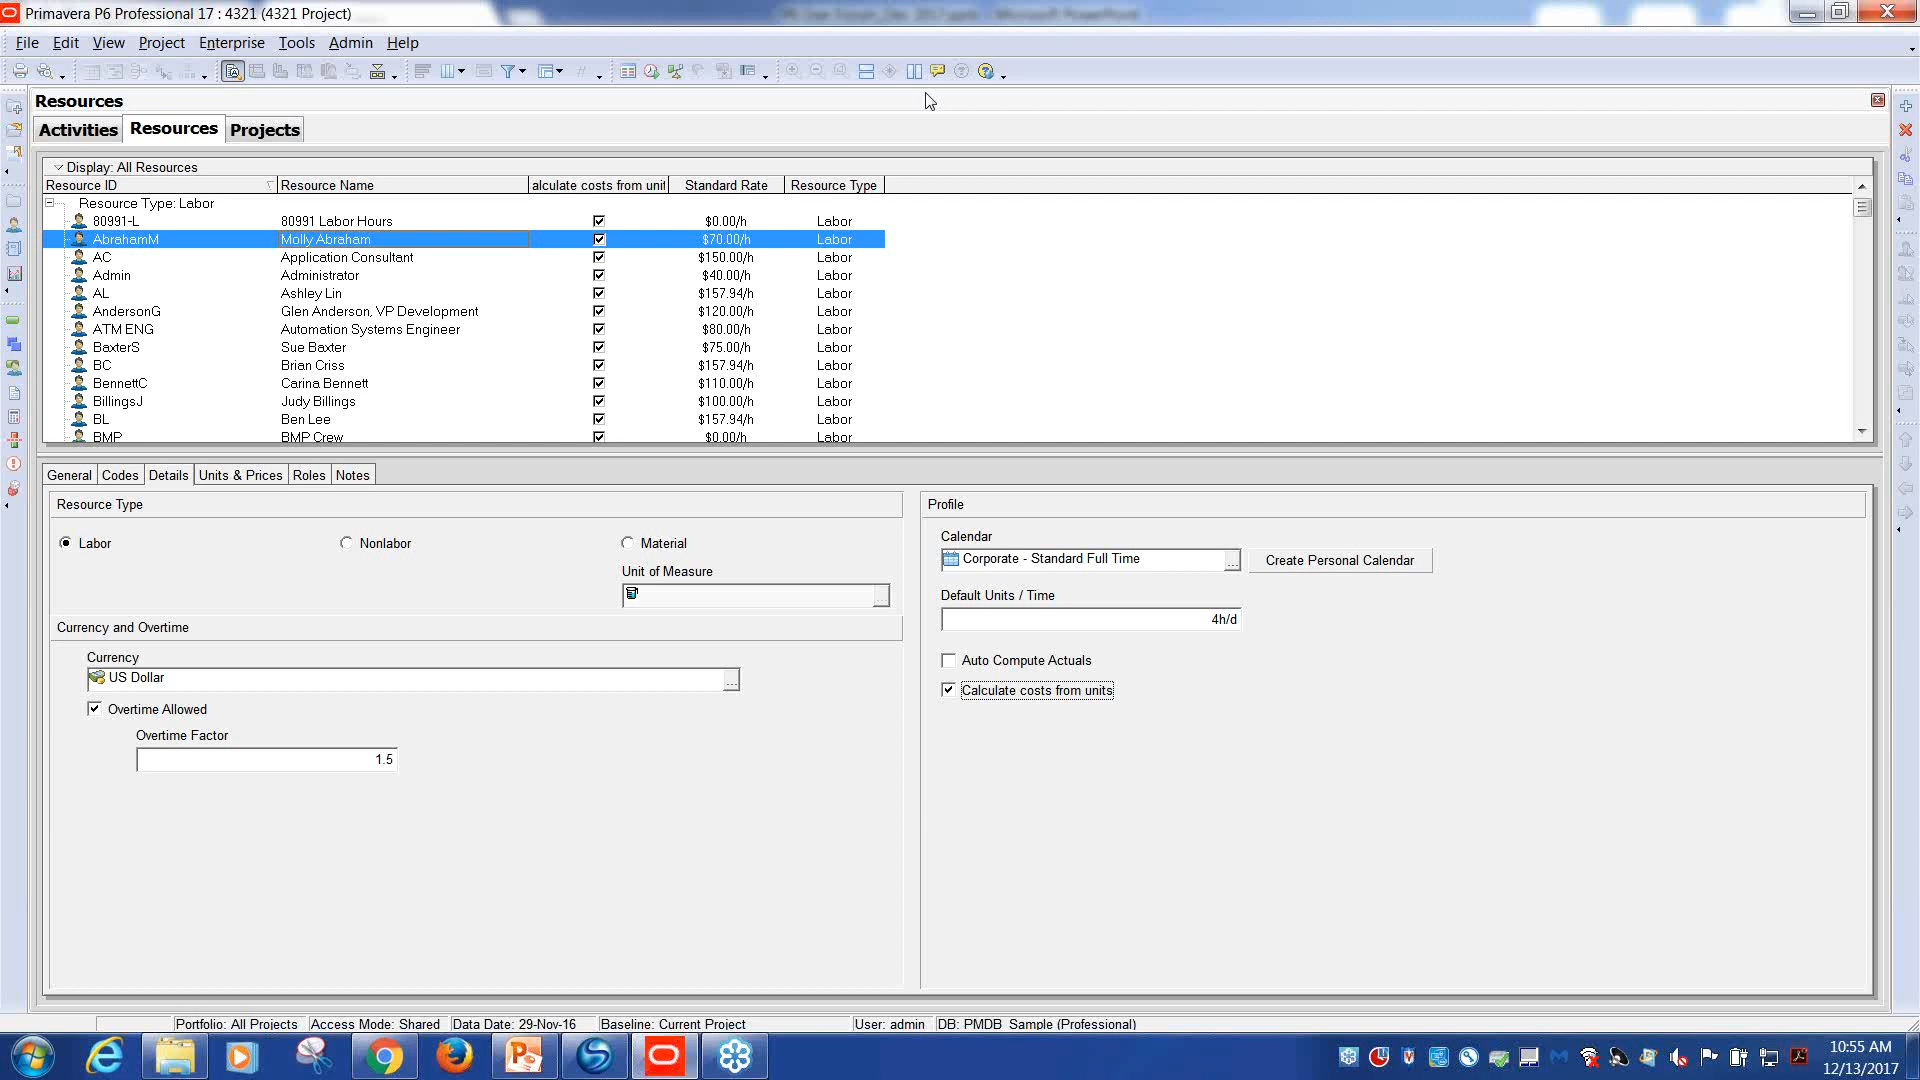 Primavera P6 Professional 17 : 4321 (4321 Project)
File Edit View Project Enterprise Tools Admin Help
Resources
Activities Resources Projects
Display: All Resources
Resource ID Resource Name alculate costs from unit Standard Rate Resource Type
Resource Type: Labor
80991-L 80991 Labor Hours $0.00/h Labor
AbrahamM Molly Abraham $70.00/h Labor
AC Application Consultant $150.00/h Labor
Admin Administrator $40.00/h Labor
AL Ashley Lin $157.94/h Labor
AndersonG Glen Anderson, VP Development $120.00/h Labor
ATM ENG Automation Systems Engineer $80.00/h Labor
BaxterS Sue Baxter $75.00/h Labor
BC Brian Criss $157.94/h Labor
BennettC Carina Bennett $110.00/h Labor
BillingsJ Judy Billings $100.00/h Labor
BL Ben Lee $157.94/h Labor
BMP BMP Crew $0.00/h Labor
General Codes Details Units & Prices Roles Notes
Resource Type
Labor Nonlabor Material
Unit of Measure
Currency and Overtime
Currency
US Dollar
Overtime Allowed
Overtime Factor
1.5
Profile
Calendar
Corporate - Standard Full Time Create Personal Calendar
Default Units / Time
4h/d
Auto Compute Actuals
Calculate costs from units
Portfolio: All Projects Access Mode: Shared Data Date: 29-Nov-16 Baseline: Current Project User: admin DB: PMDB Sample (Professional)
10:55 AM
12/13/2017